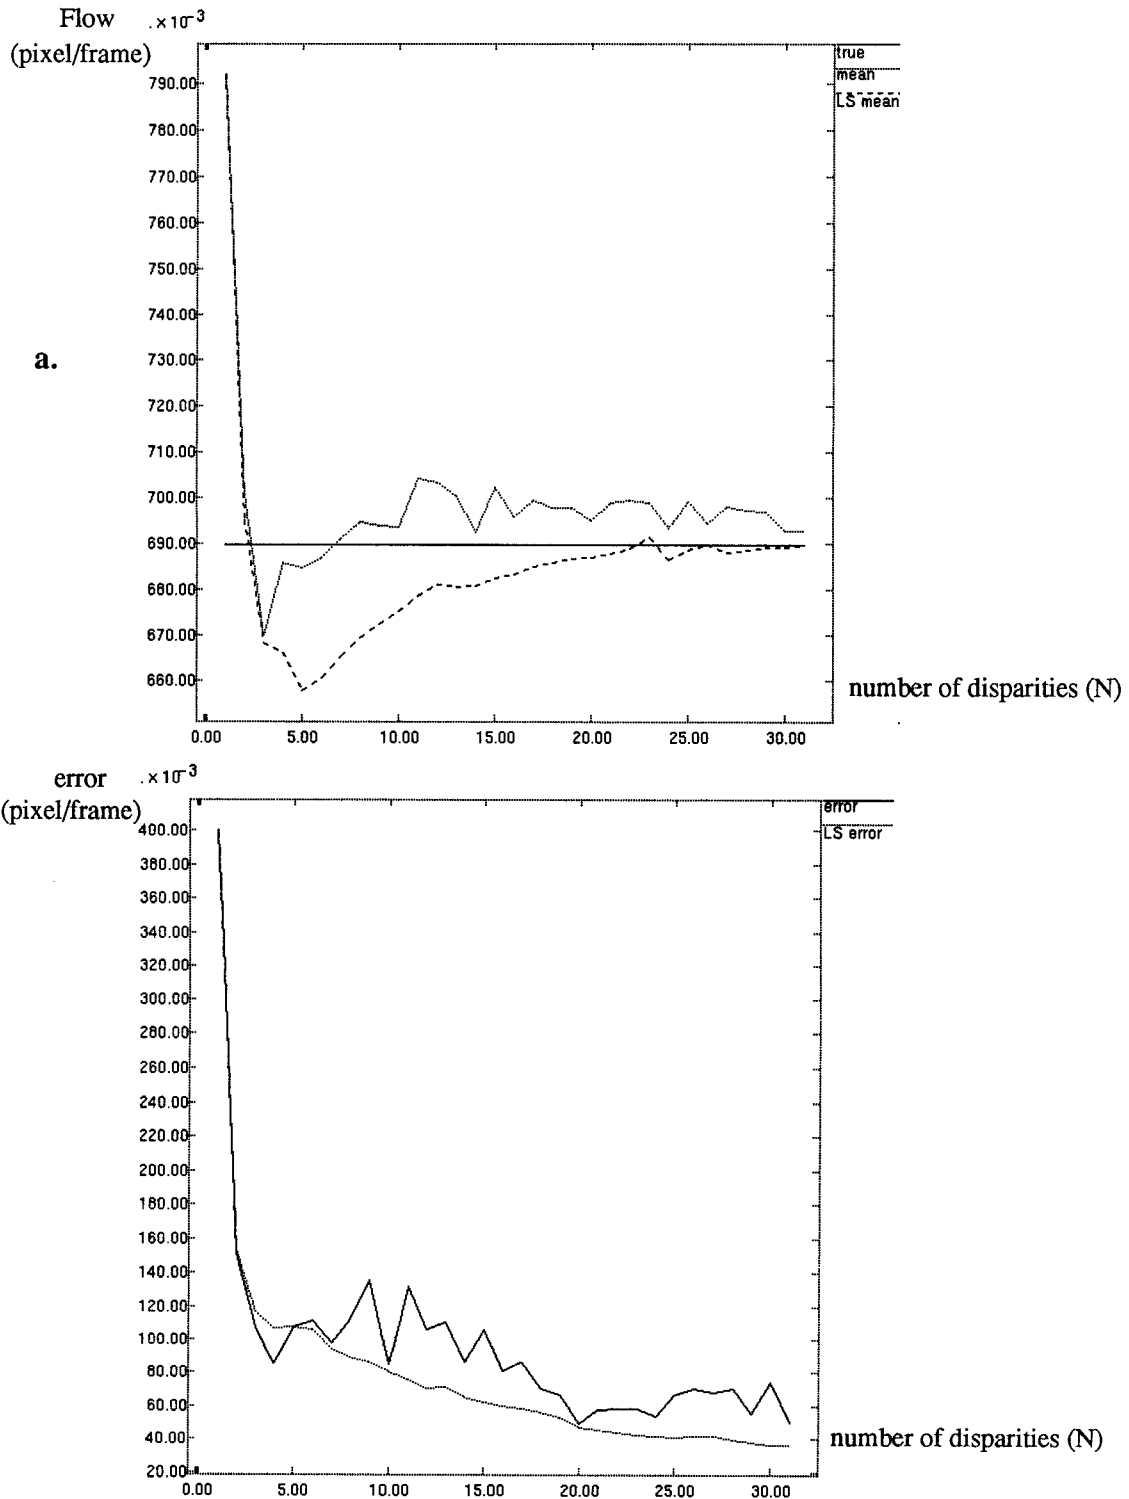 Flow .×10-3
(pixel/frame)
true
mean
LS mean
790.00
780.00
770.00
760.00
750.00
740.00
730.00
a.
720.00
710.00
700.00
690.00
680.00
670.00
660.00
number of disparities (N)
0.00 5.00 10.00 15.00 20.00 25.00 30.00
error .×10-3
(pixel/frame)
error
LS error
400.00
380.00
360.00
340.00
320.00
300.00
280.00
260.00
240.00
220.00
200.00
180.00
160.00
140.00
120.00
100.00
80.00
60.00
40.00
number of disparities (N)
20.00
0.00 5.00 10.00 15.00 20.00 25.00 30.00